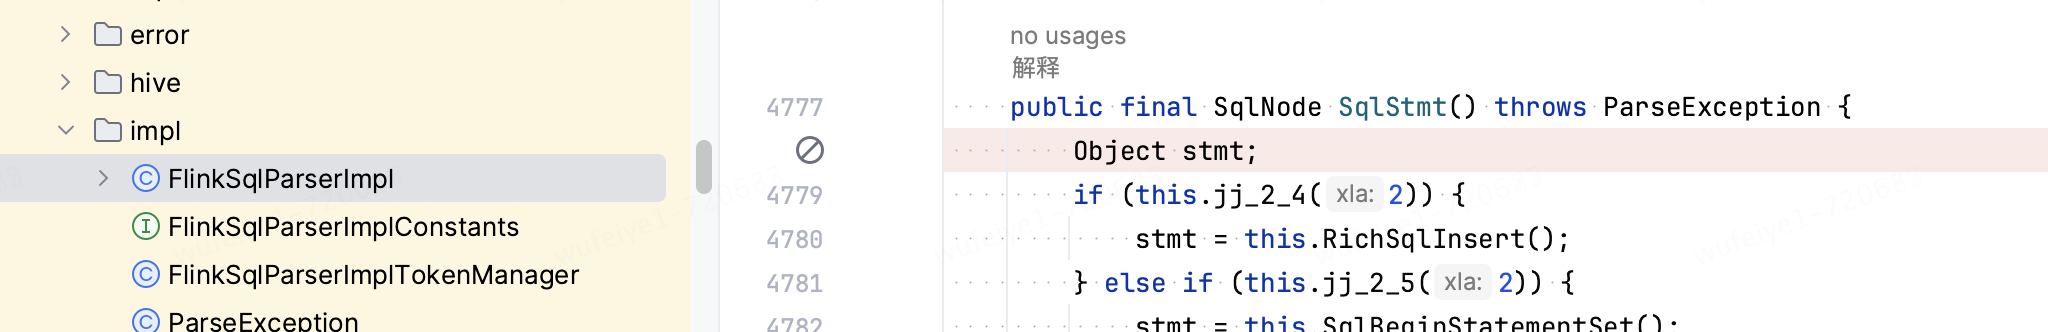 error
hive
impl
FlinkSqlParserImpl
FlinkSqlParserImplConstants
FlinkSqlParserImplTokenManager
ParseException
no usages
解释
4777 public final SqlNode SqlStmt() throws ParseException {
Object stmt;
4779 if (this.jj_2_4( xla: 2)) {
4780 stmt = this.RichSqlInsert();
4781 } else if (this.jj_2_5( xla: 2)) {
4782 stmt = this.SqlBeginStatementSet();